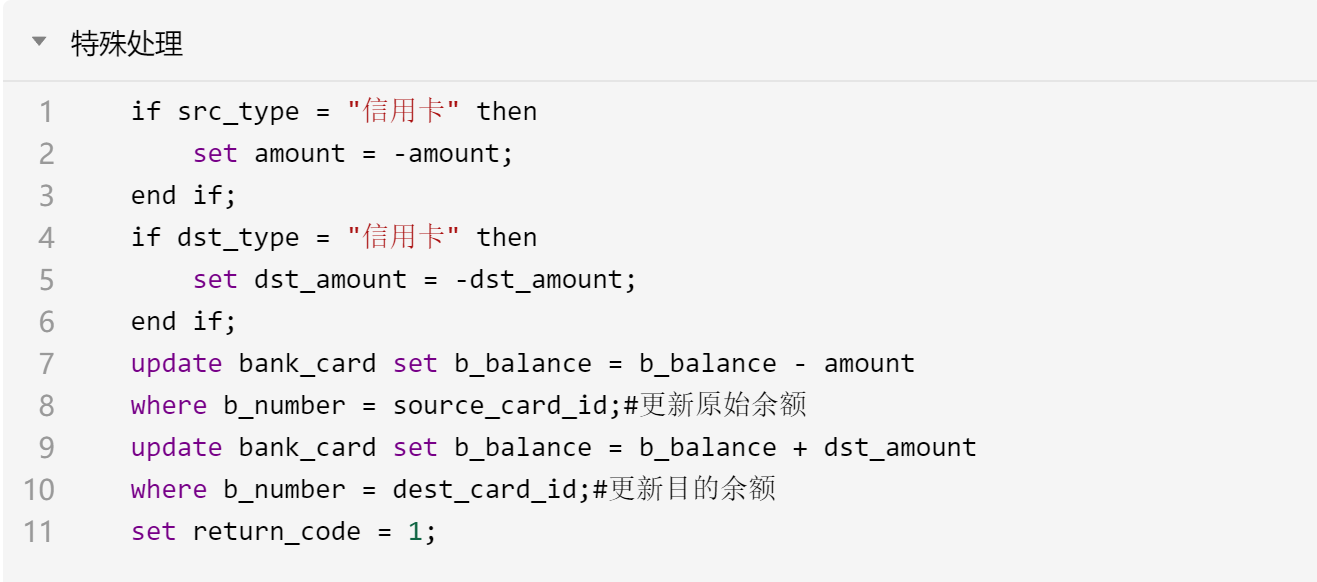 特殊处理
1 if src_type = "信用卡" then
2 set amount = -amount;
3 end if;
4 if dst_type = "信用卡" then
5 set dst_amount = -dst_amount;
6 end if;
7 update bank_card set b_balance = b_balance - amount
8 where b_number = source_card_id;#更新原始余额
9 update bank_card set b_balance = b_balance + dst_amount
10 where b_number = dest_card_id;#更新目的余额
11 set return_code = 1;